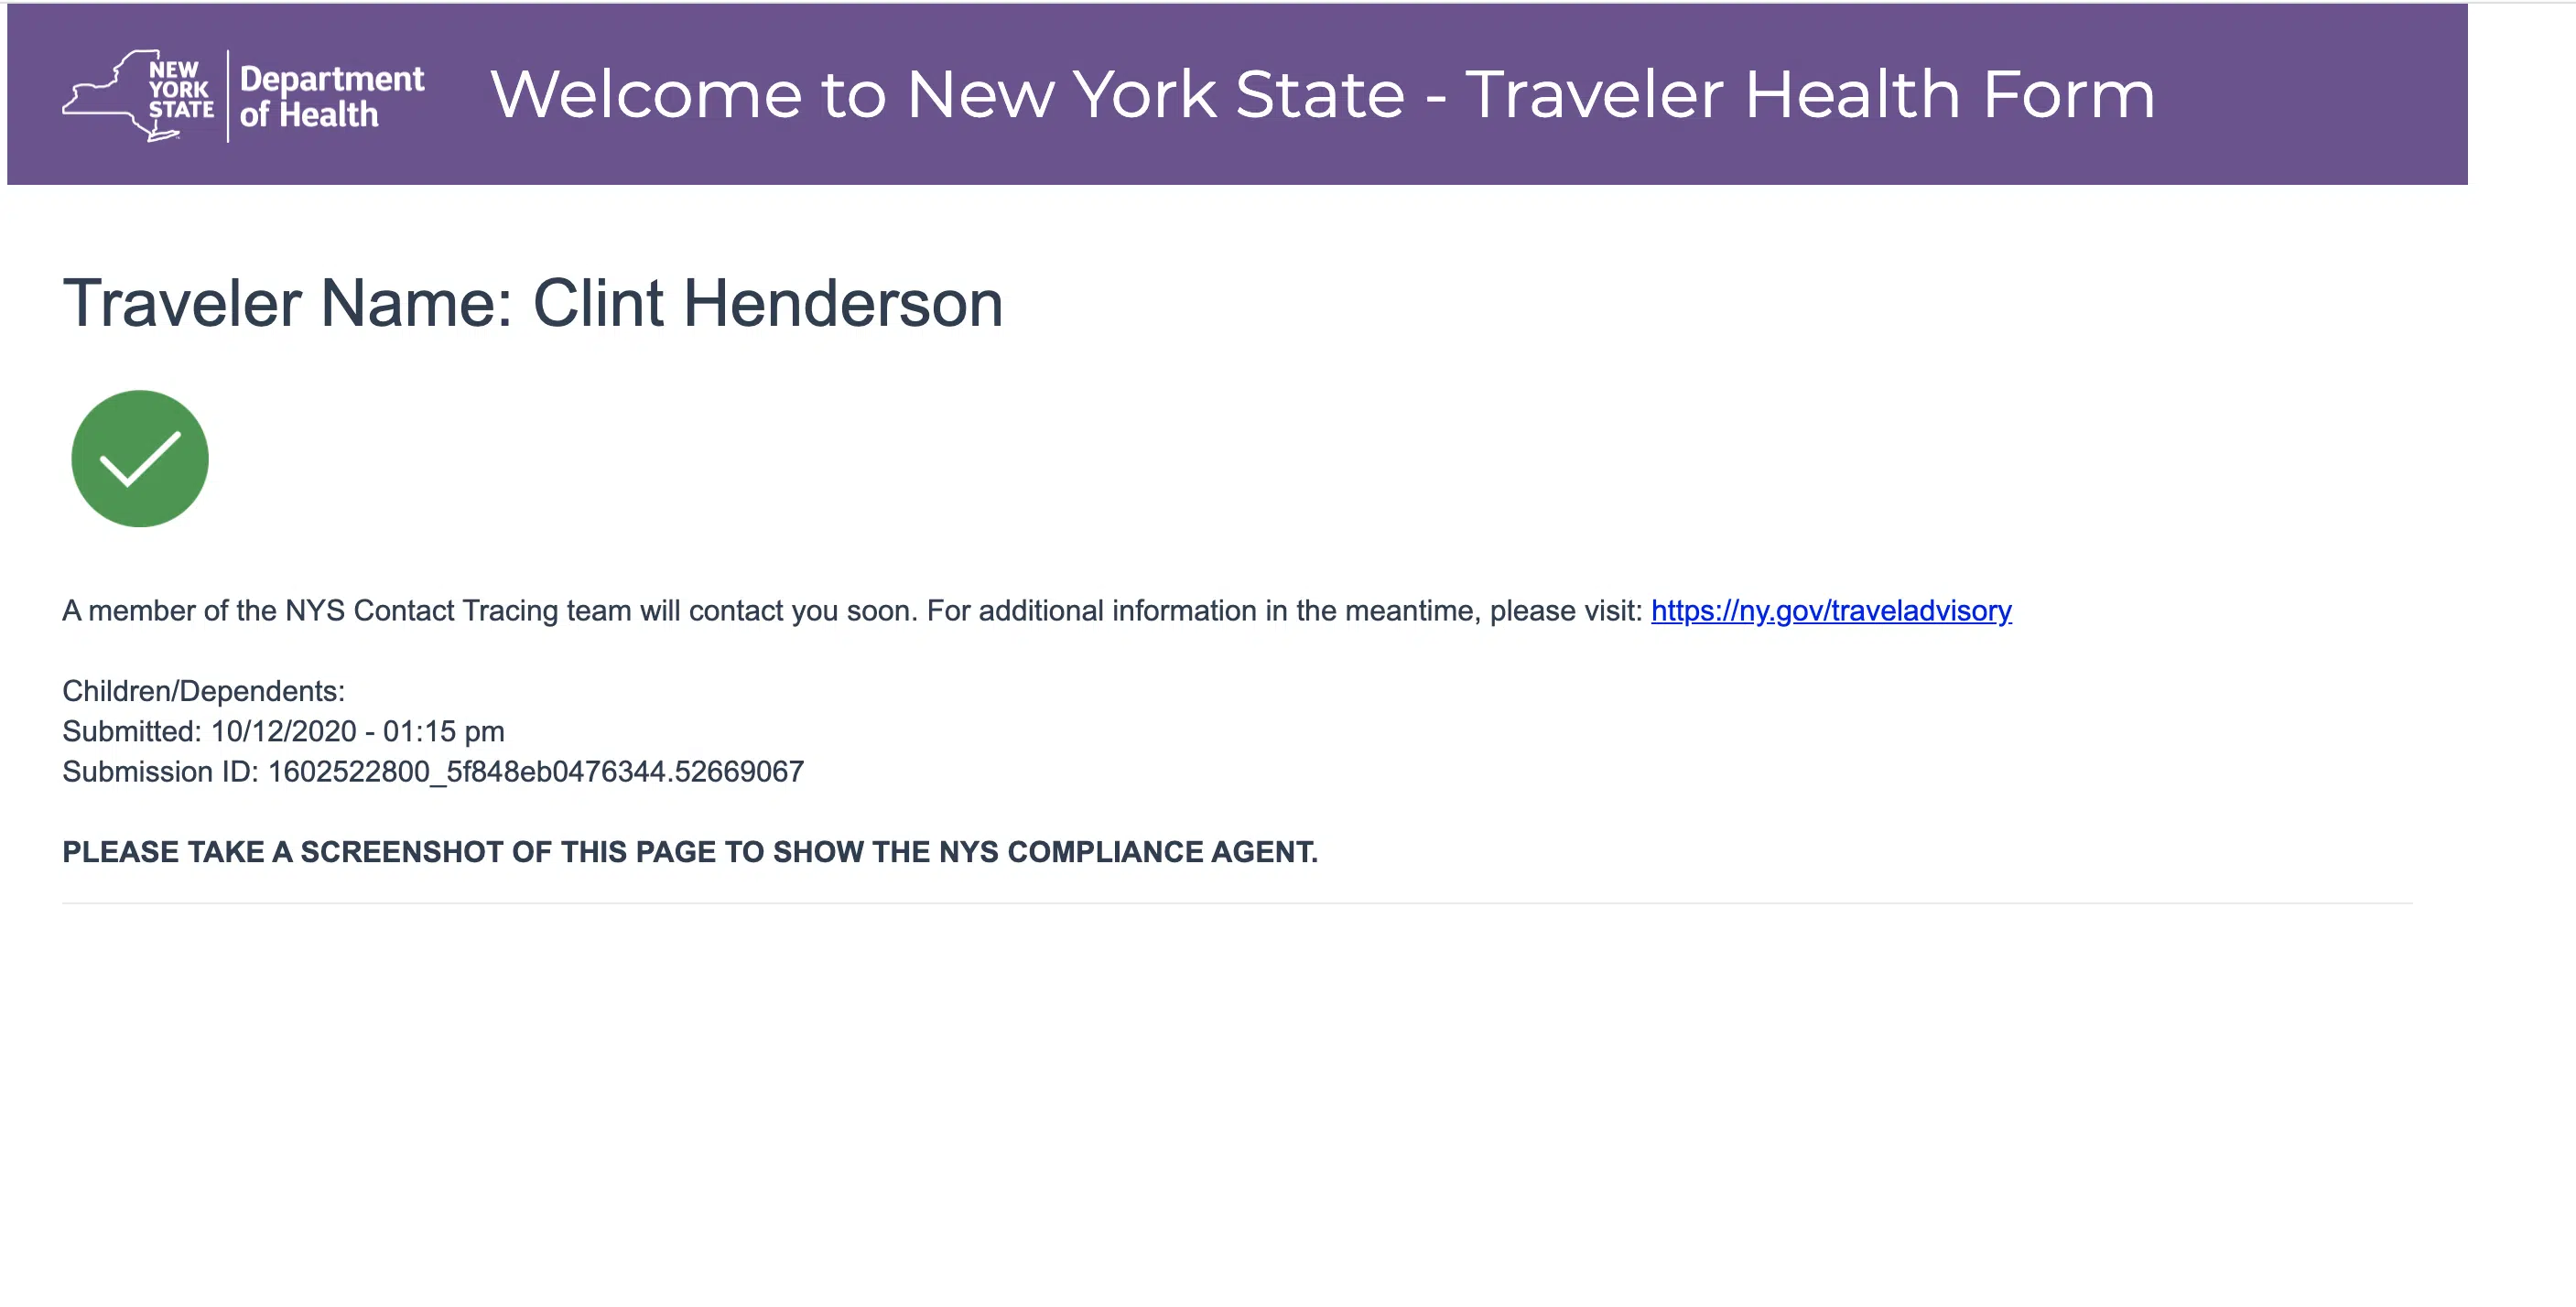 NEW
YORK
STATE
Department
of Health
Welcome to New York State - Traveler Health Form
Traveler Name: Clint Henderson
A member of the NYS Contact Tracing team will contact you soon. For additional information in the meantime, please visit: https://ny.gov/traveladvisory
Children/Dependents:
Submitted: 10/12/2020 - 01:15 pm
Submission ID: 1602522800_5f848eb0476344.52669067
PLEASE TAKE A SCREENSHOT OF THIS PAGE TO SHOW THE NYS COMPLIANCE AGENT.